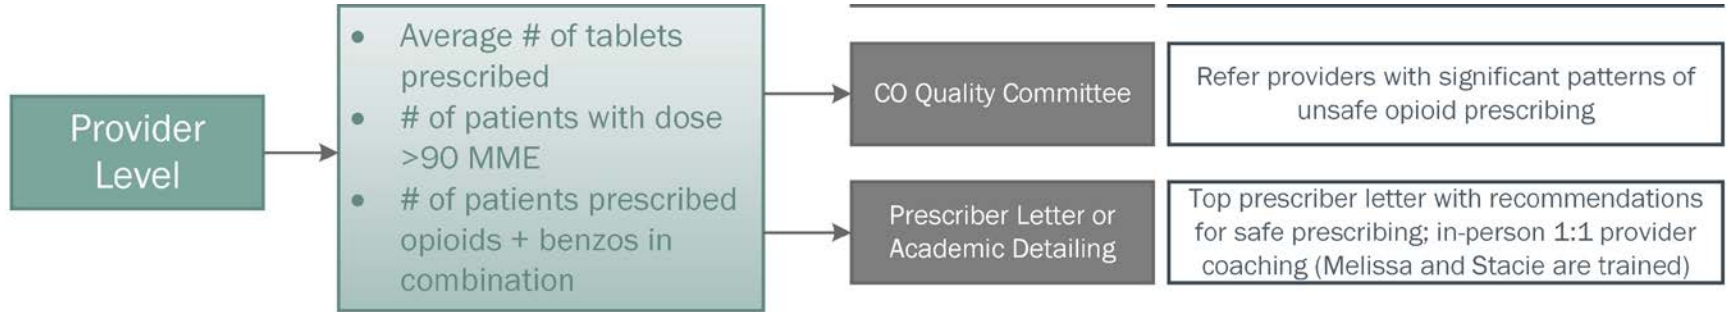 Provider
Level
• Average # of tablets
prescribed
• # of patients with dose
>90 MME
• # of patients prescribed
opioids + benzos in
combination
CO Quality Committee
Refer providers with significant patterns of
unsafe opioid prescribing
Prescriber Letter or
Academic Detailing
Top prescriber letter with recommendations
for safe prescribing; in-person 1:1 provider
coaching (Melissa and Stacie are trained)